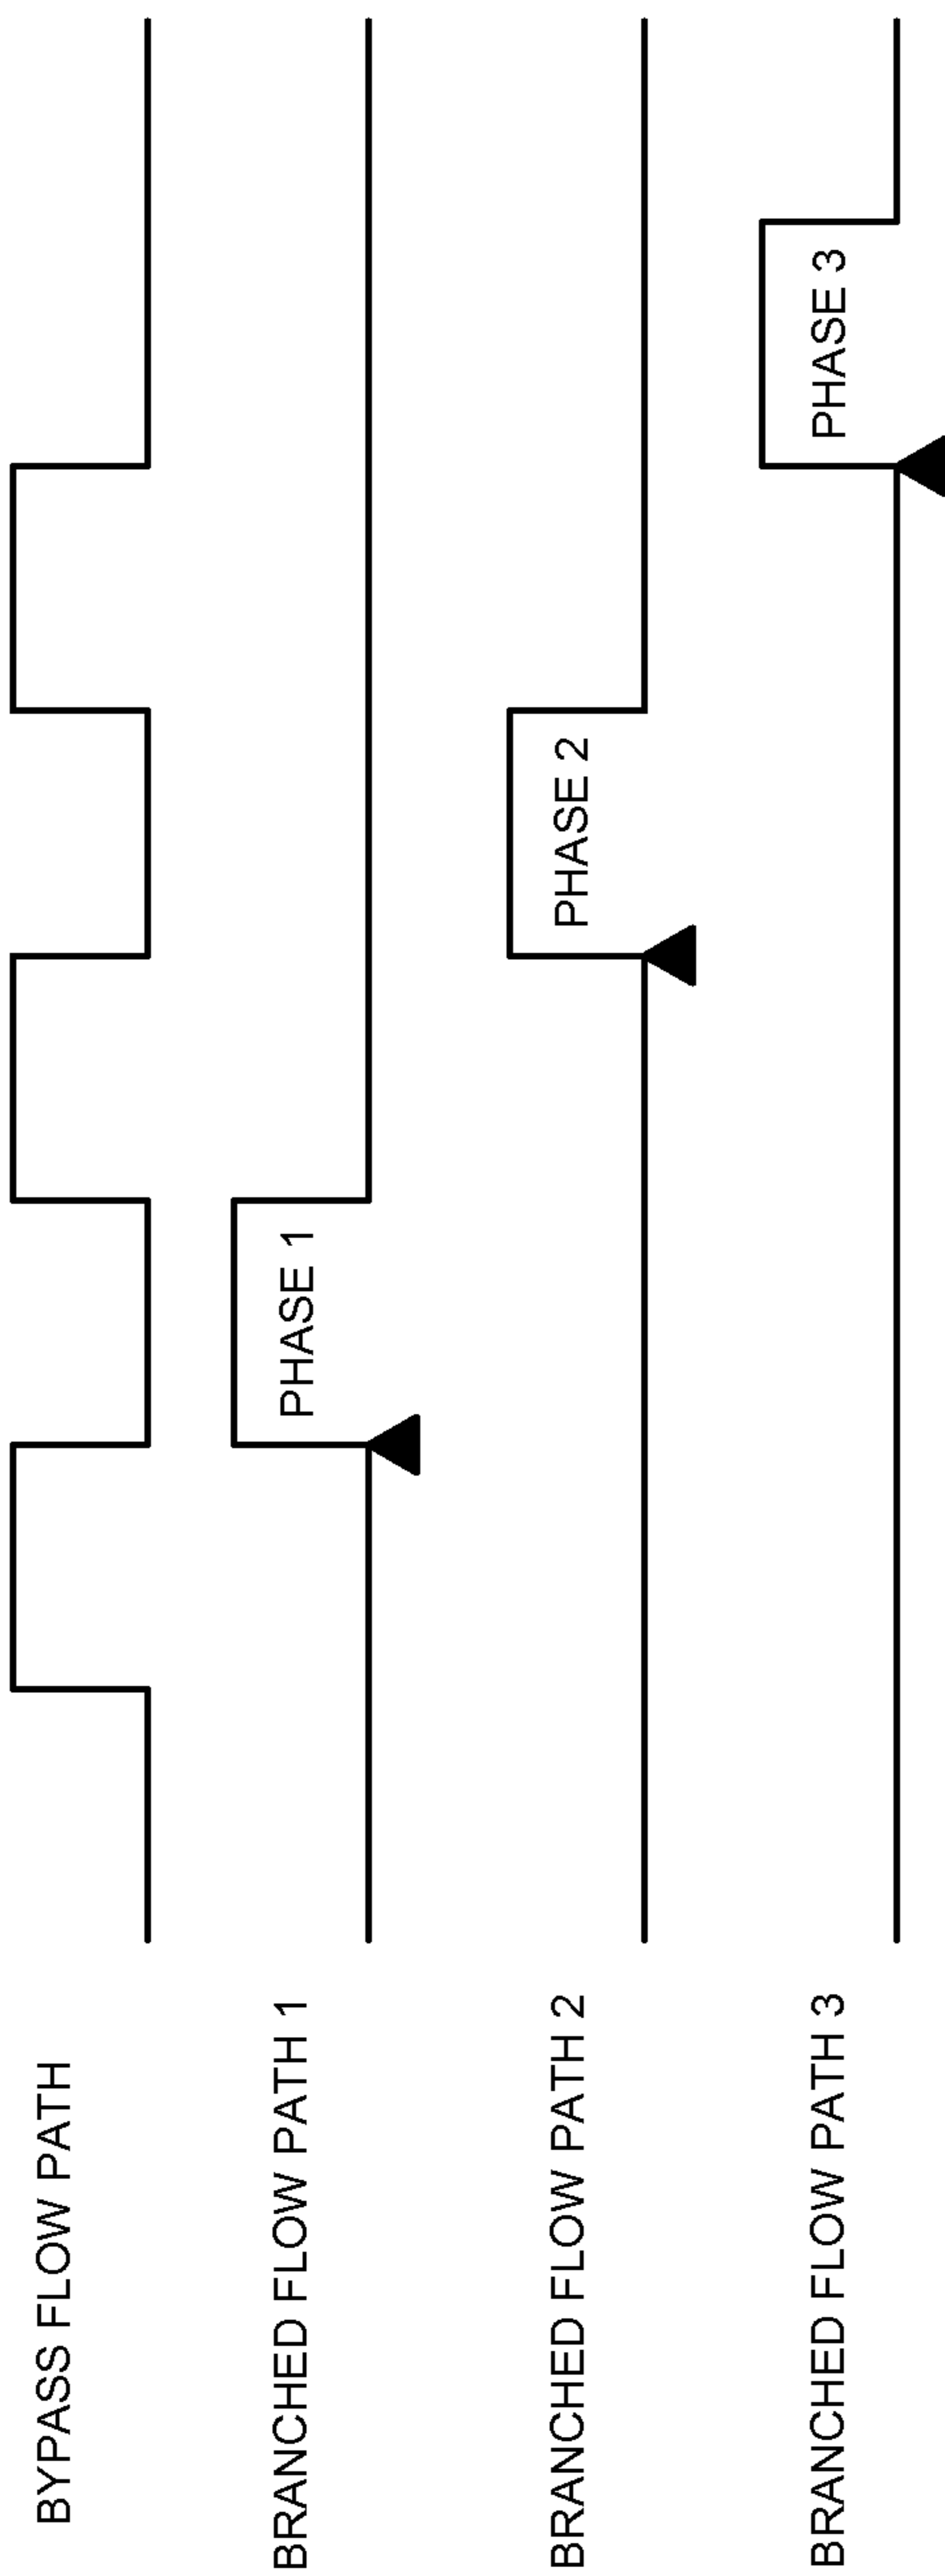 BYPASS FLOW PATH
BRANCHED FLOW PATH 1
PHASE 1
BRANCHED FLOW PATH 2
PHASE 2
BRANCHED FLOW PATH 3
PHASE 3